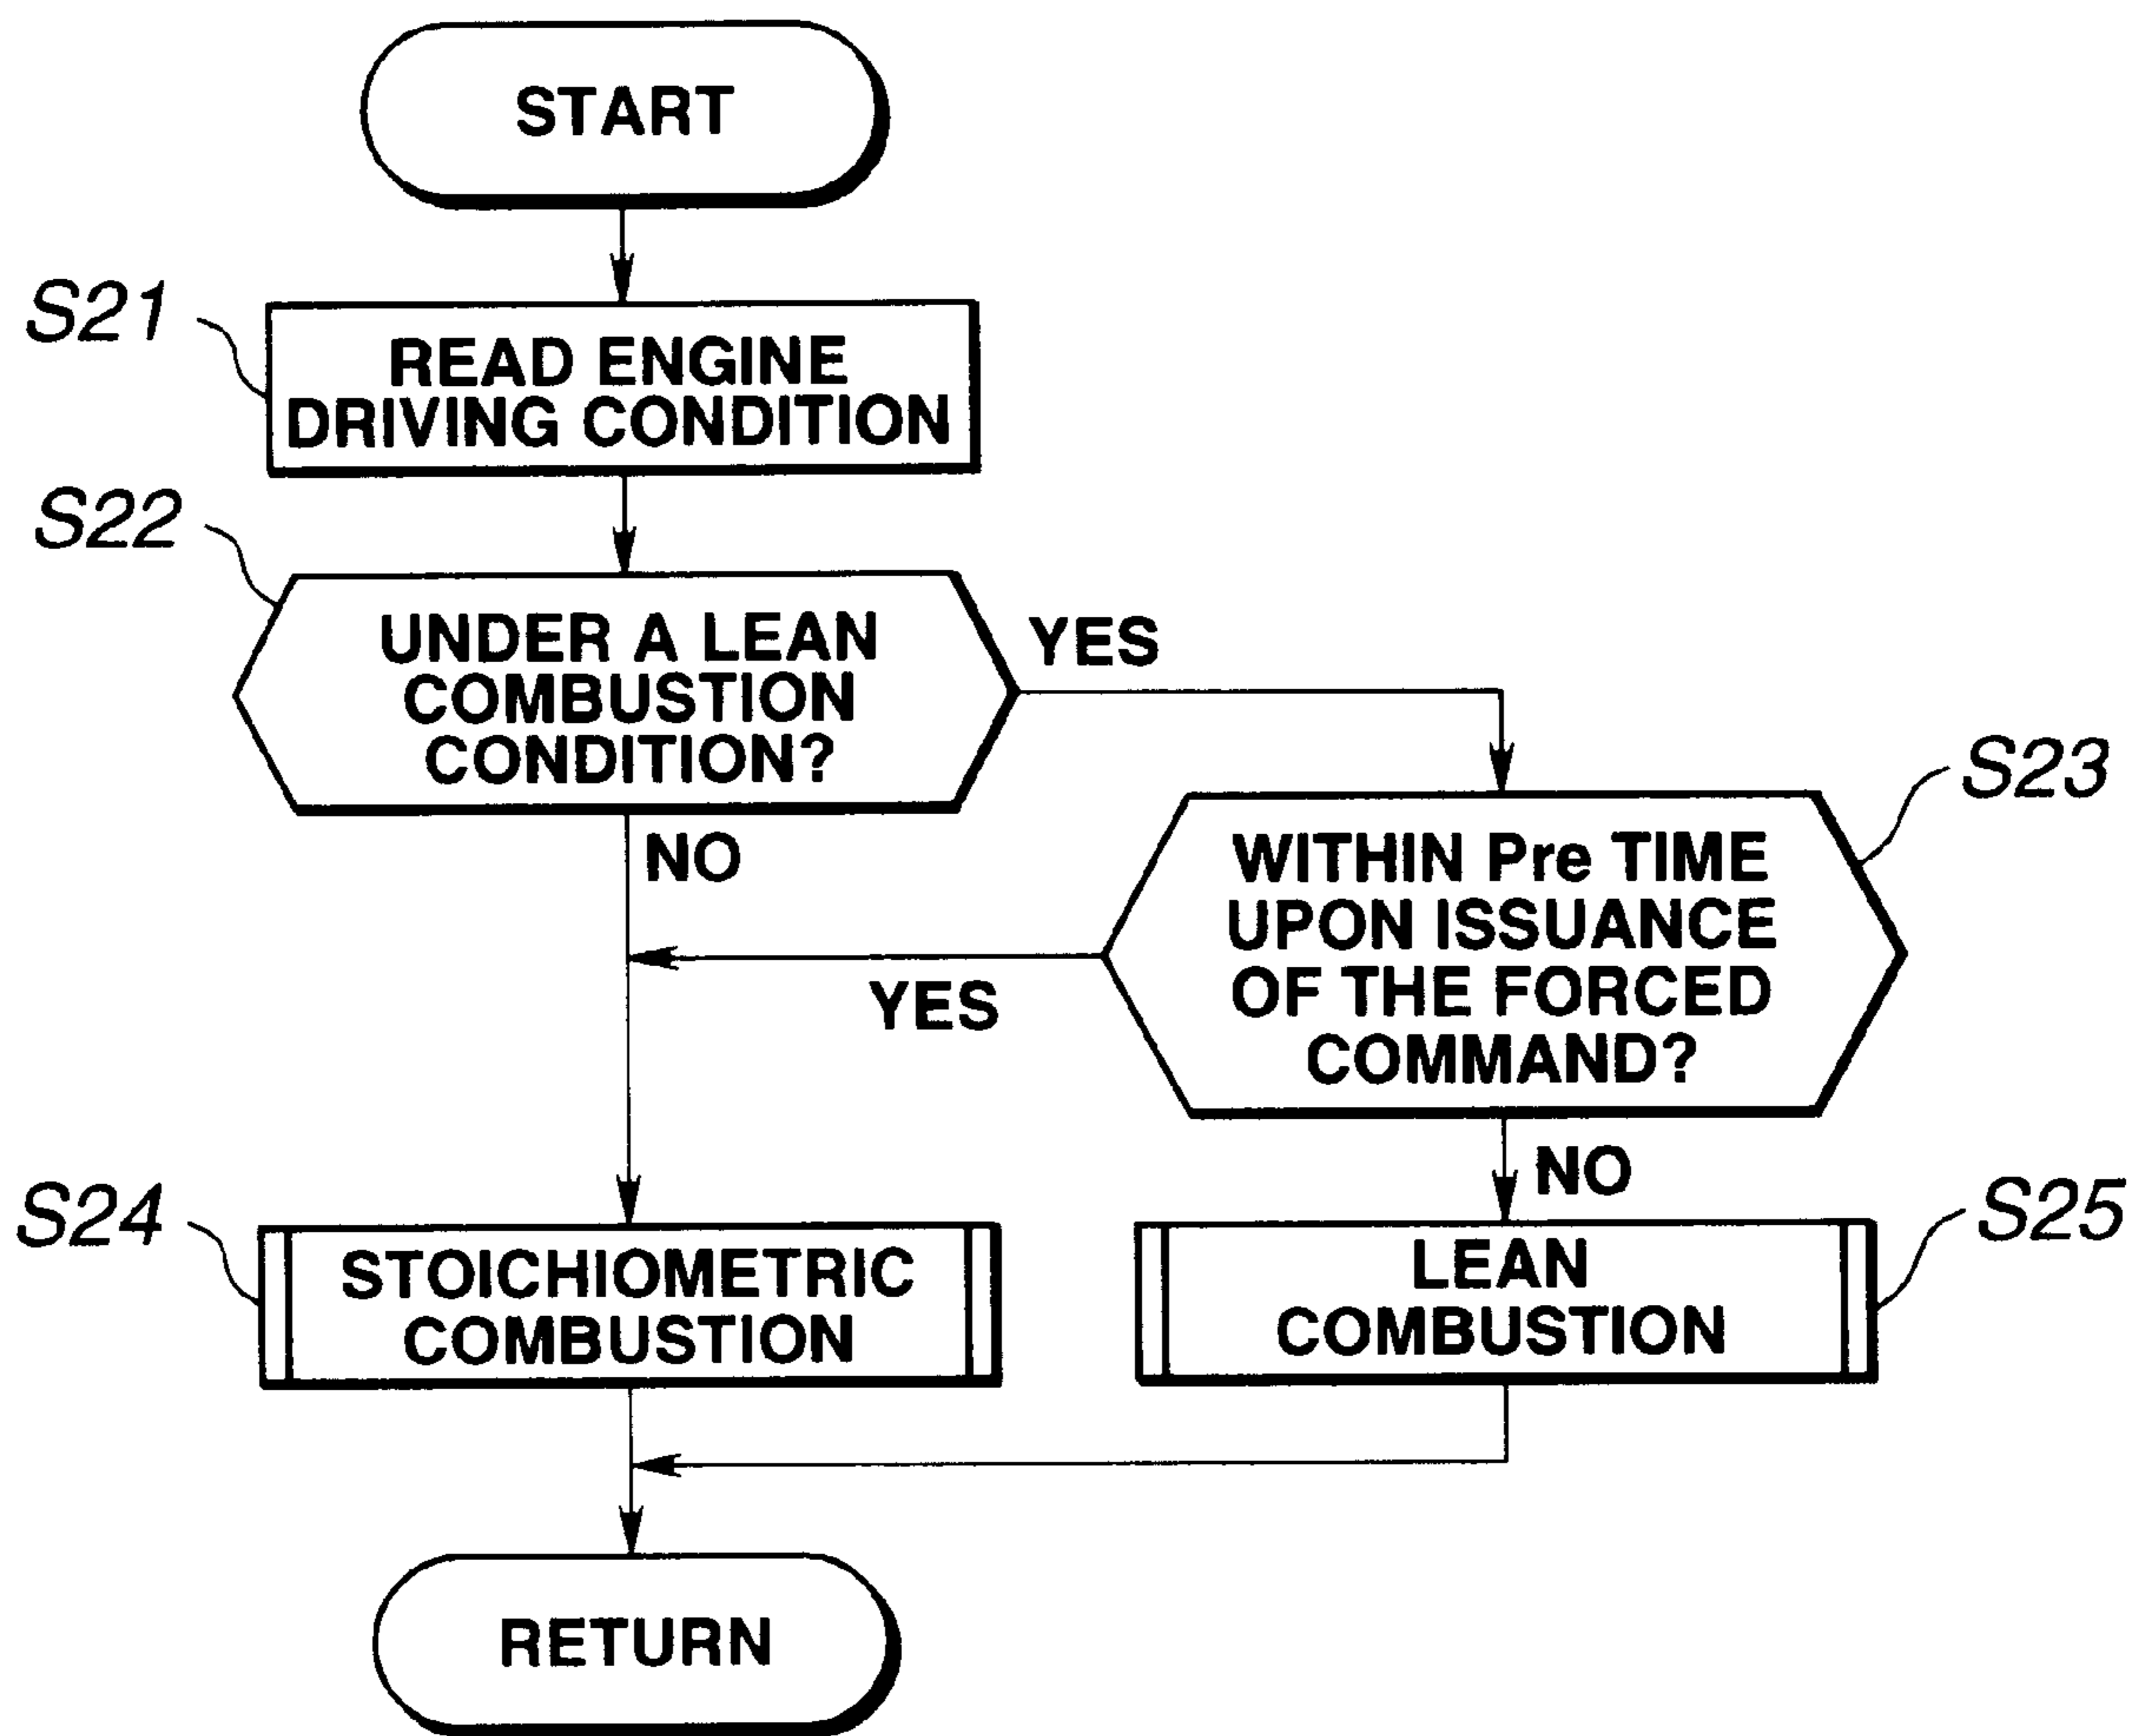 START
S21
READ ENGINE
DRIVING CONDITION
S22
UNDER A LEAN
COMBUSTION
CONDITION?
YES
NO
S23
WITHIN Pre TIME
UPON ISSUANCE
OF THE FORCED
COMMAND?
YES
NO
S24
STOICHIOMETRIC
COMBUSTION
S25
LEAN
COMBUSTION
RETURN